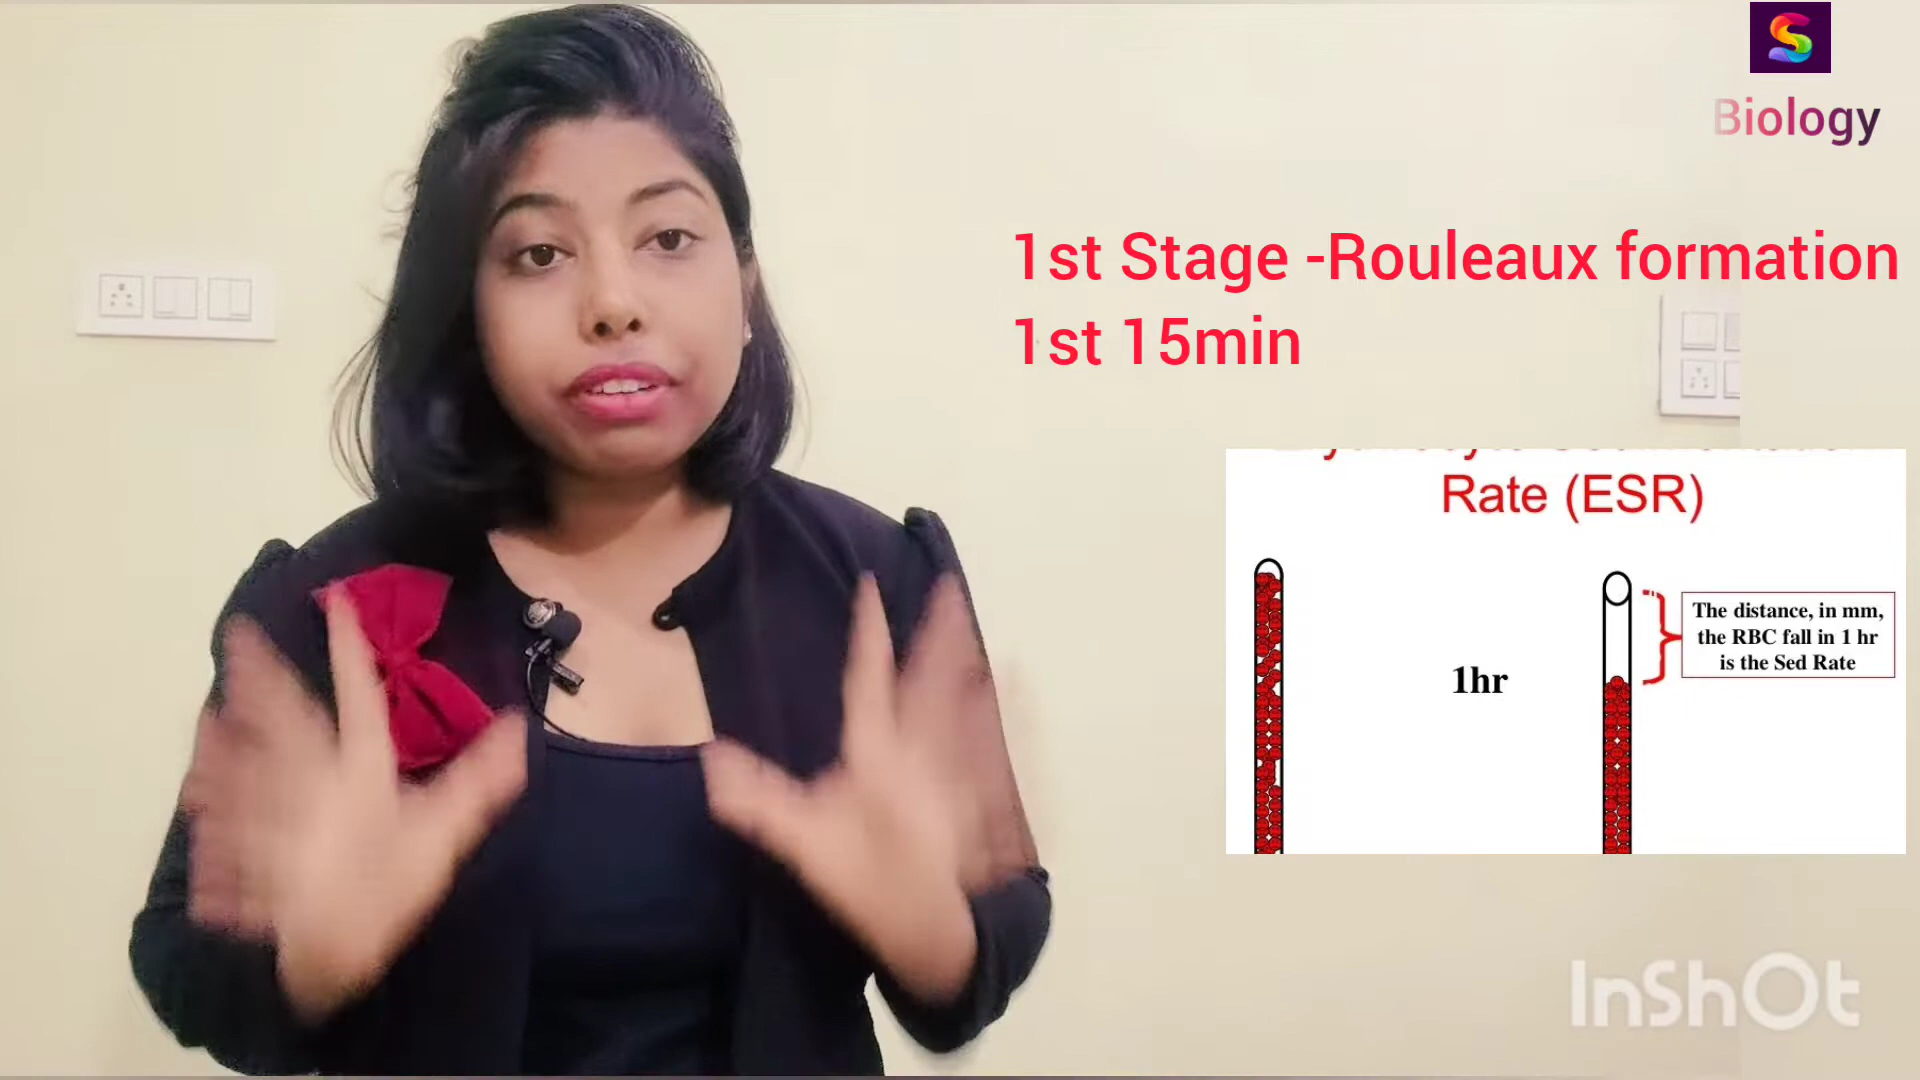 Biology
1st Stage -Rouleaux formation
1st 15min
Rate (ESR)
The distance, in mm,
the RBC fall in 1 hr
is the Sed Rate
1hr
InShOt